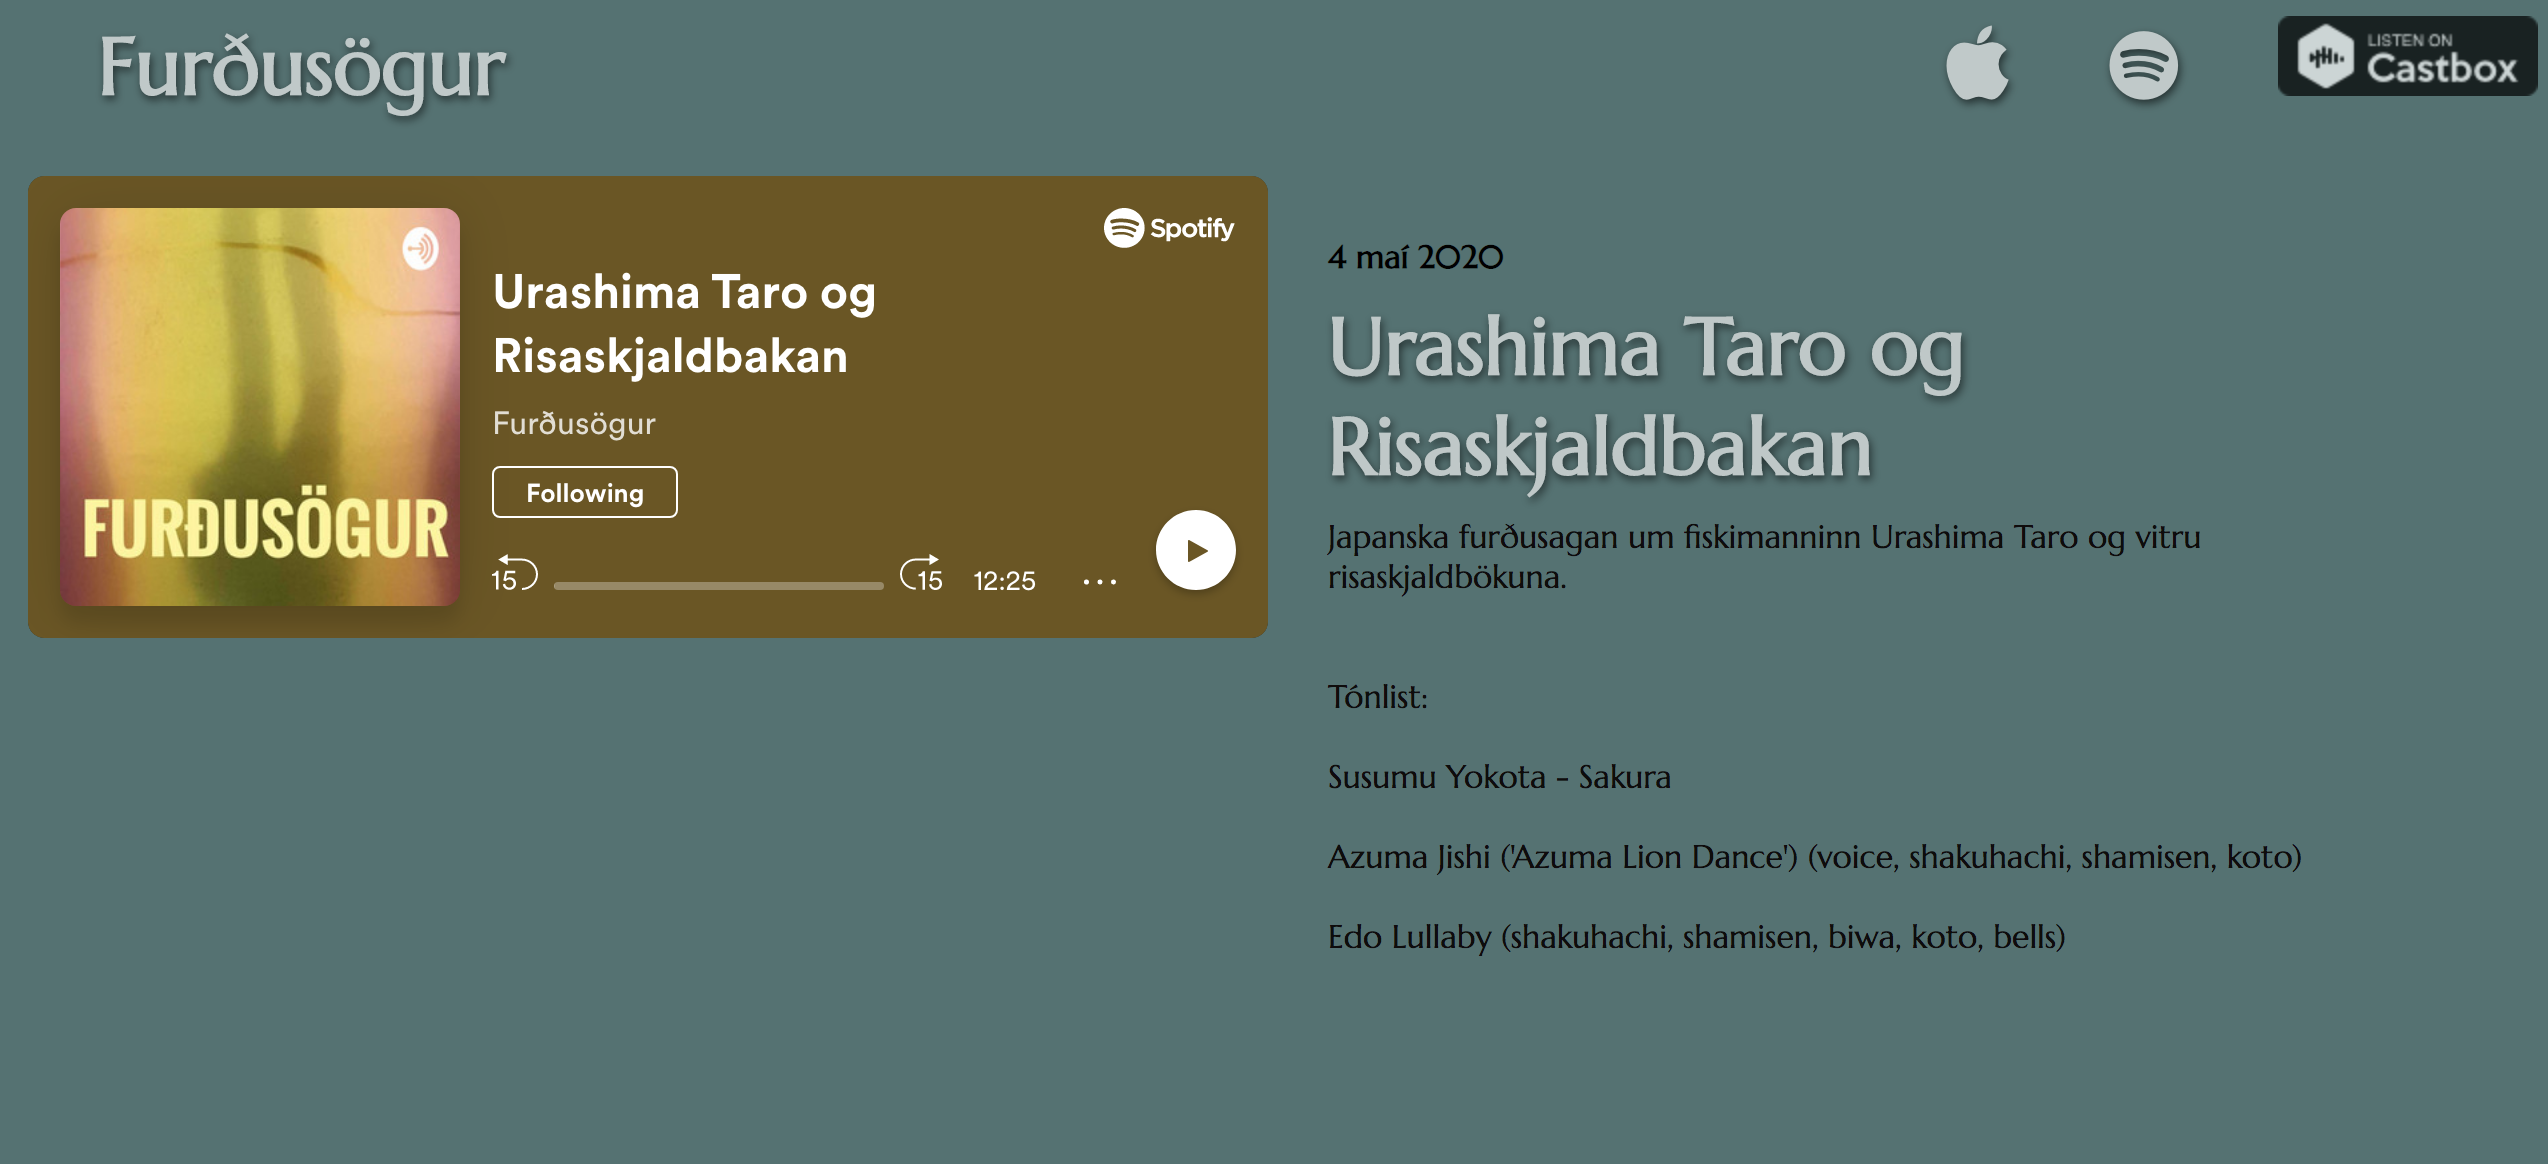 Furðusögur
LISTEN ON
Castbox
Spotify
Urashima Taro og
Risaskjaldbakan
Furðusögur
Following
15
15
12:25
FURÐUSÖGUR
4 maí 2020
Urashima Taro og
Risaskjaldbakan
Japanska furðusagan um fiskimanninn Urashima Taro og vitru
risaskjaldbökuna.
Tónlist:
Susumu Yokota - Sakura
Azuma Jishi ('Azuma Lion Dance') (voice, shakuhachi, shamisen, koto)
Edo Lullaby (shakuhachi, shamisen, biwa, koto, bells)